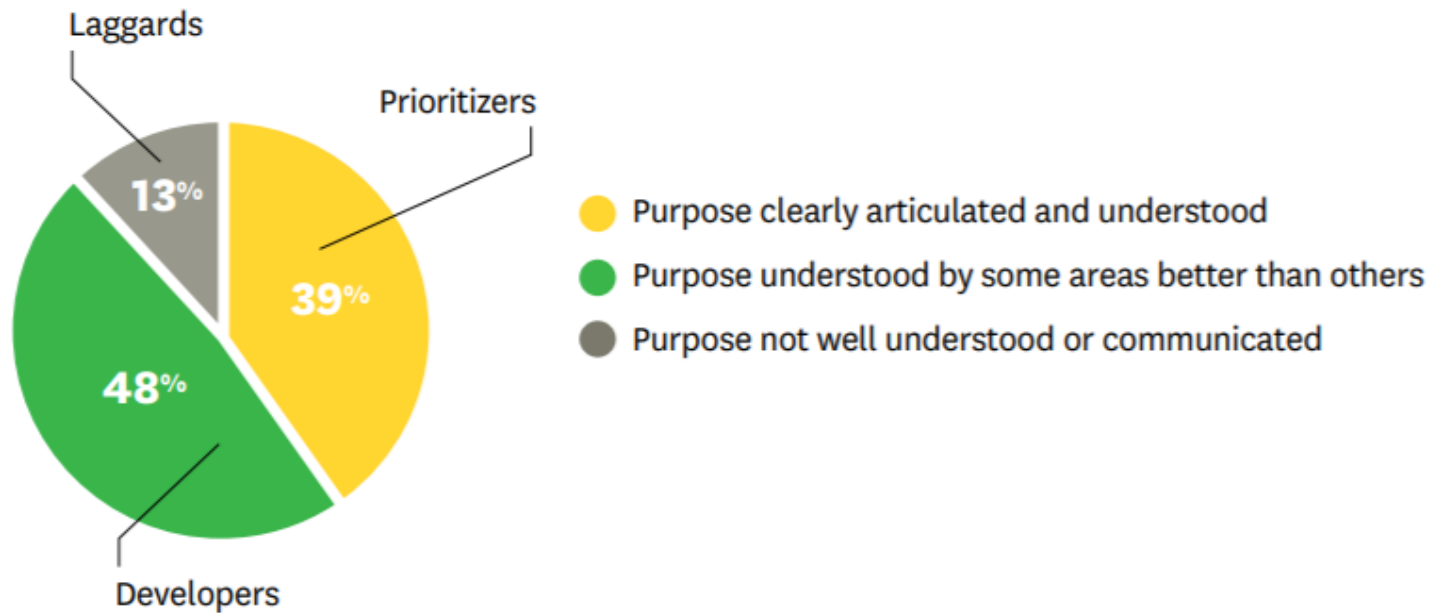 Laggards
Prioritizers
13%
39%
48%
Developers
Purpose clearly articulated and understood
Purpose understood by some areas better than others
Purpose not well understood or communicated